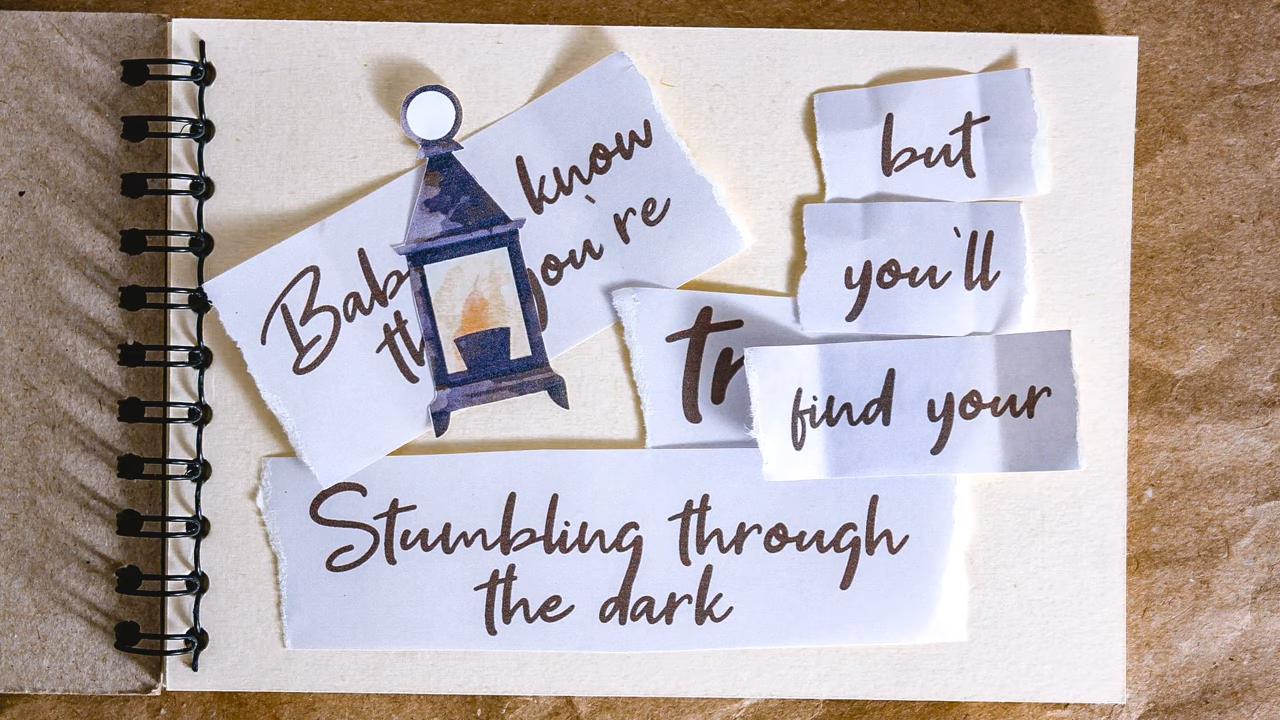 know
you're
Stumbling through
the dark
but
you'll
find your